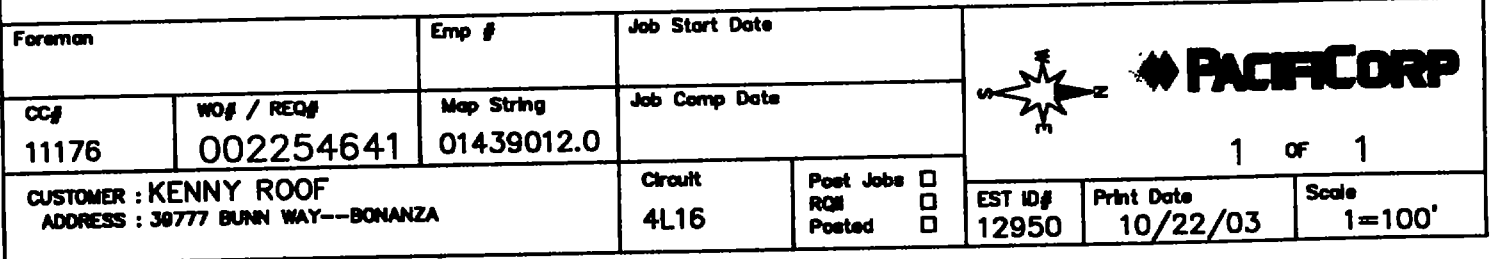 Foreman
Emp #
Job Start Date
PACIFICORP
W
S
N
E
CC#
11176
WO# / REQ#
002254641
Map String
01439012.0
Job Comp Date
1 OF 1
CUSTOMER : KENNY ROOF
ADDRESS : 39777 BUNN WAY--BONANZA
Circuit
4L16
Post Jobs
RCM
Posted
EST ID#
12950
Print Date
10/22/03
Scale
1=100'